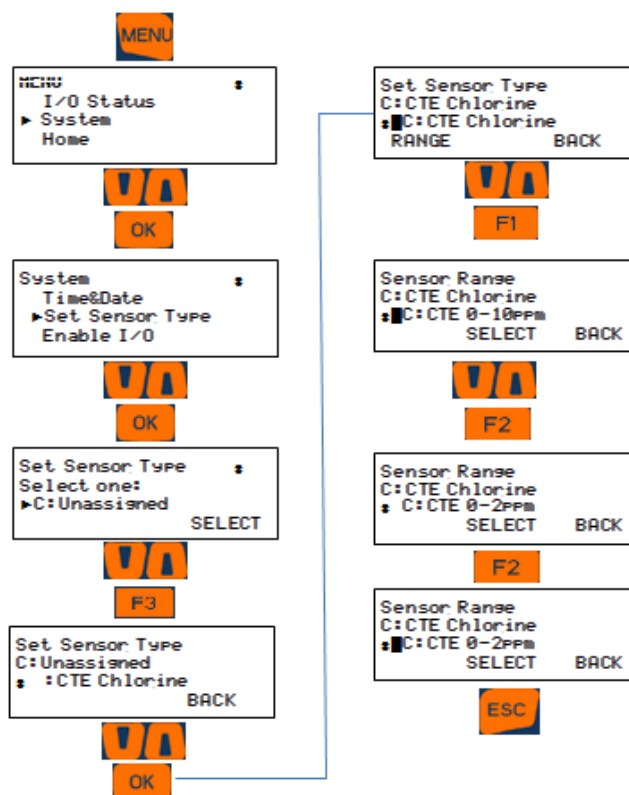 MENU
MENU
I/O Status
▶ System
Home
OK
System
Time&Date
▶Set Sensor Type
Enable I/O
OK
Set Sensor Type
Select one:
▶C:Unassigned
SELECT
F3
Set Sensor Type
C:Unassigned
:CTE Chlorine
BACK
OK
Set Sensor Type
C:CTE Chlorine
C:CTE Chlorine
RANGE BACK
F1
Sensor Range
C:CTE Chlorine
C:CTE 0-10ppm
SELECT BACK
F2
Sensor Range
C:CTE Chlorine
C:CTE 0-2ppm
SELECT BACK
F2
Sensor Range
C:CTE Chlorine
C:CTE 0-2ppm
SELECT BACK
ESC